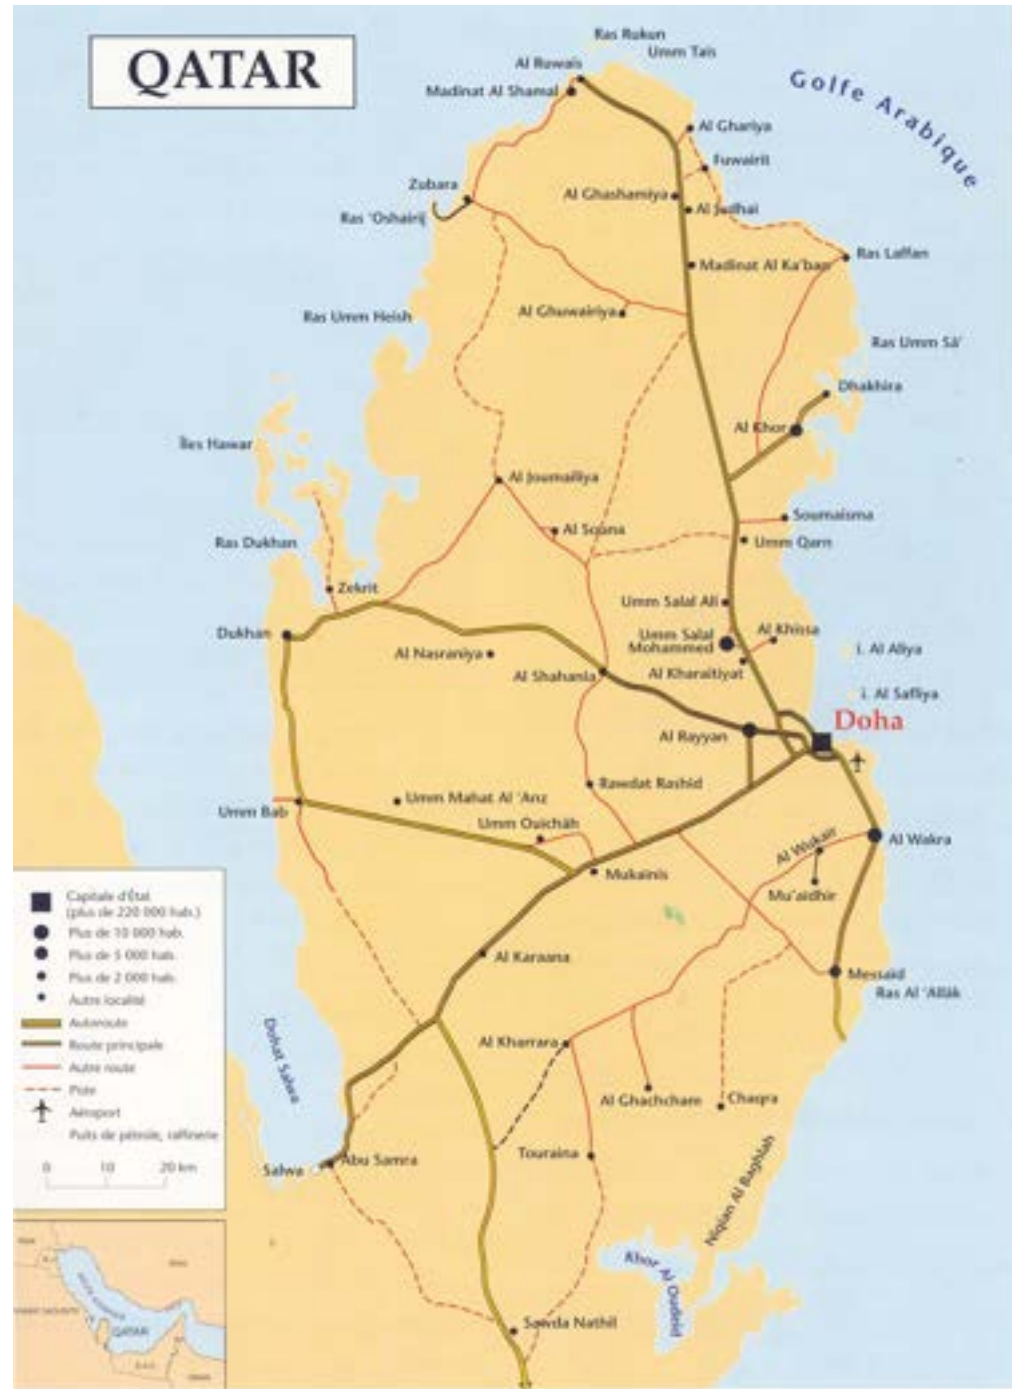 QATAR
Ras Rukun
Umm Tais
Al Ruwais
Madinat Al Shamal
Golfe Arabique
Al Ghariya
Fuwairit
Zubara
Al Ghashamiya
Al Judhai
Ras 'Oshairij
Ras Laffan
Madinat Al Ka'ban
Ras Umm Heish
Al Ghuwairiya
Ras Umm Sâ'
Dhakhira
Al Khor
Îles Hawar
Al Joumailiya
Soumaisma
Al Soona
Ras Dukhan
Umm Qarn
Zekrit
Umm Salal Ali
Dukhan
Al Khissa
Umm Salal
Mohammed
Al Nasraniya
i. Al Aliya
Al Shahania
Al Kharaitiyat
i. Al Safliya
Doha
Al Rayyan
Rawdat Rashid
Umm Mahat Al 'Anz
Umm Bab
Umm Ouichâh
Al Wukair
Al Wakra
Mukainis
Mu'aidhir
Al Karaana
Messaid
Ras Al 'Allâk
Dohat Salwa
Al Kharrara
Al Ghachcham
Chaqra
Salwa
Abu Samra
Touraina
Niqian Al Baghlah
Khor Al Oudeid
Sawda Nathil
Capitale d'État
(plus de 220 000 hab.)
Plus de 10 000 hab.
Plus de 5 000 hab.
Plus de 2 000 hab.
Autre localité
Autoroute
Route principale
Autre route
Piste
Aéroport
Puits de pétrole, raffinerie
0 10 20 km
QATAR